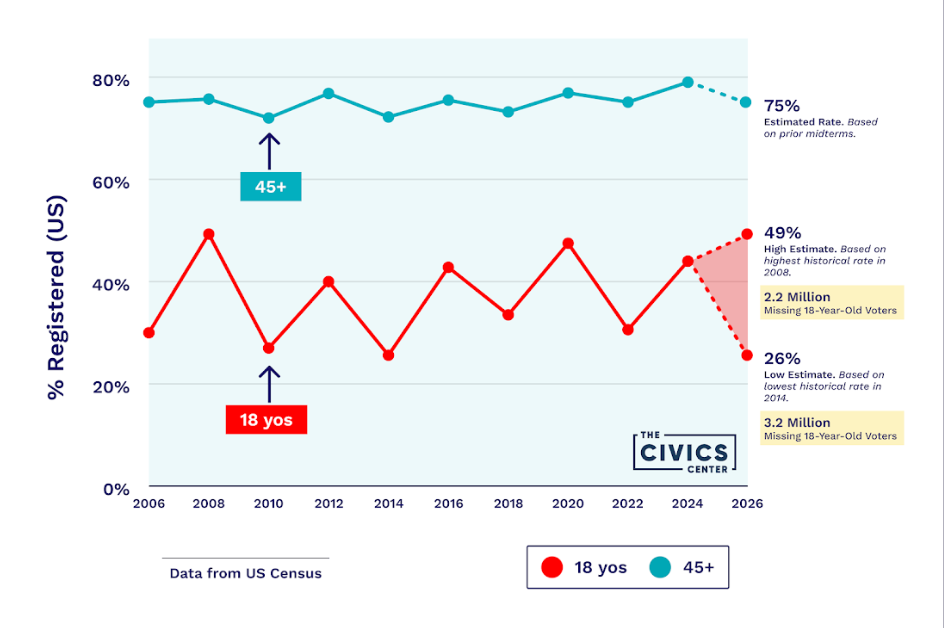 % Registered (US)
80%
60%
40%
20%
0%
45+
18 yos
75%
Estimated Rate. Based
on prior midterms.
49%
High Estimate. Based on
highest historical rate in
2008.
2.2 Million
Missing 18-Year-Old Voters
26%
Low Estimate. Based on
lowest historical rate in
2014.
3.2 Million
Missing 18-Year-Old Voters
THE
CIVICS
CENTER
2006 2008 2010 2012 2014 2016 2018 2020 2022 2024 2026
Data from US Census
18 yos 45+